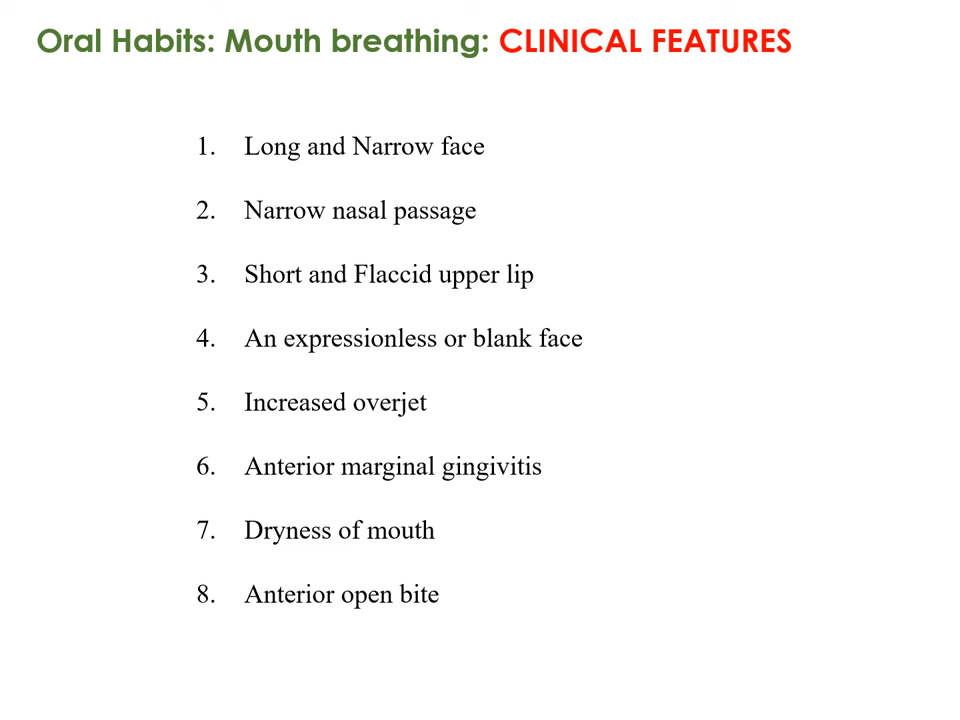 Oral Habits: Mouth breathing: CLINICAL FEATURES
1. Long and Narrow face
2. Narrow nasal passage
3. Short and Flaccid upper lip
4. An expressionless or blank face
5. Increased overjet
6. Anterior marginal gingivitis
7. Dryness of mouth
8. Anterior open bite